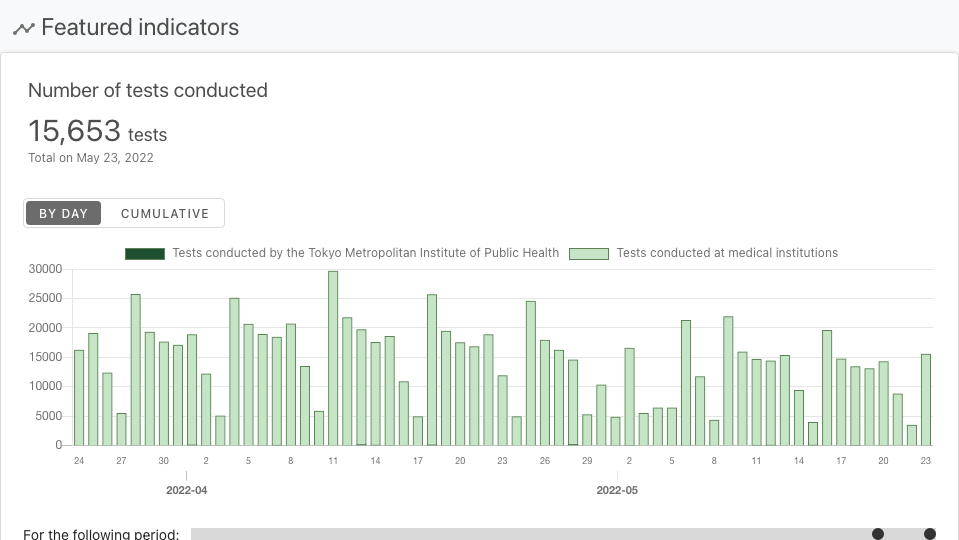 Featured indicators
Number of tests conducted
15,653 tests
Total on May 23, 2022
BY DAY CUMULATIVE
Tests conducted by the Tokyo Metropolitan Institute of Public Health Tests conducted at medical institutions
30000
25000
20000
15000
10000
5000
0
24 27 30 2 5 8 11 14 17 20 23 26 29 2 5 8 11 14 17 20 23
2022-04 2022-05
For the following period: